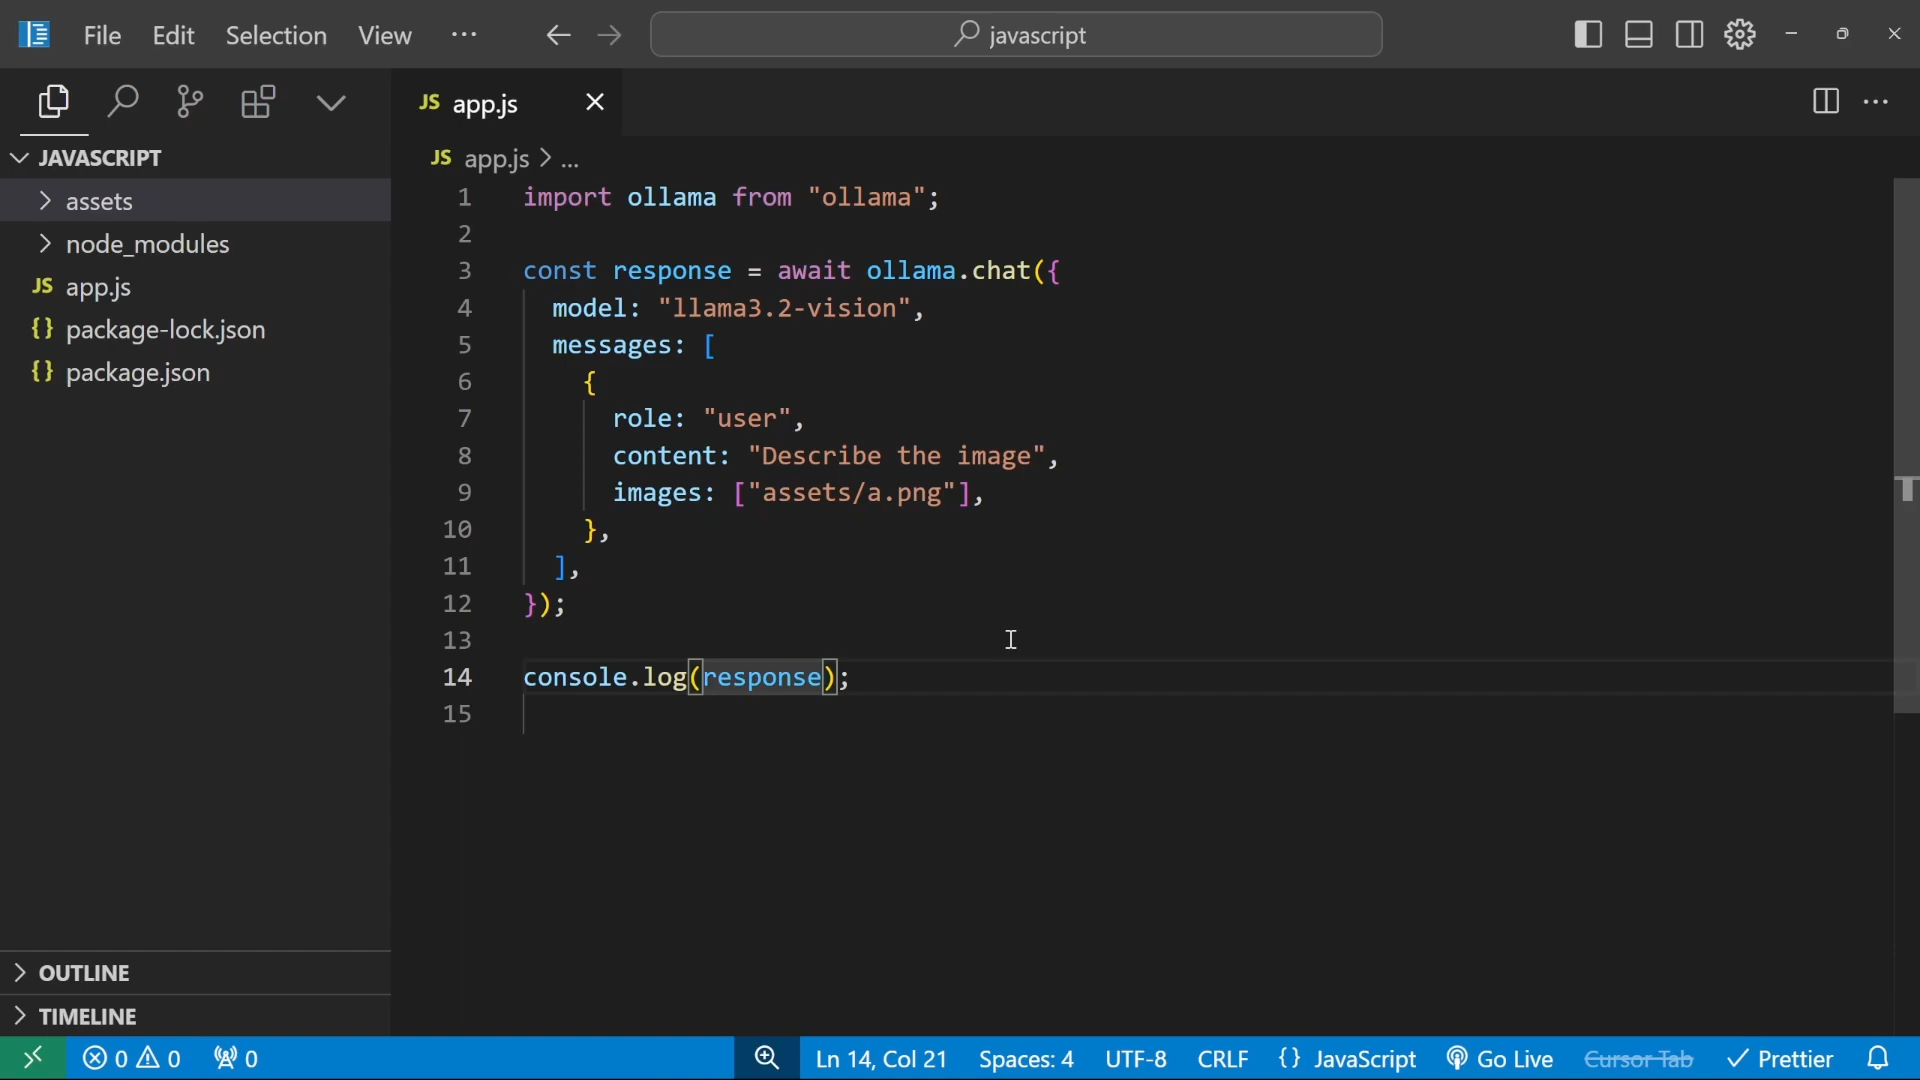 File Edit Selection View ...
javascript
JAVASCRIPT
assets
node_modules
JS app.js
{} package-lock.json
{} package.json
OUTLINE
TIMELINE
JS app.js
JS app.js > ...
1 import ollama from "ollama";
2
3 const response = await ollama.chat({
4 model: "llama3.2-vision",
5 messages: [
6 {
7 role: "user",
8 content: "Describe the image",
9 images: ["assets/a.png"],
10 },
11 ],
12 });
13
14 console.log(response);
15
0 0 0 Ln 14, Col 21 Spaces: 4 UTF-8 CRLF {} JavaScript Go Live Cursor Tab Prettier